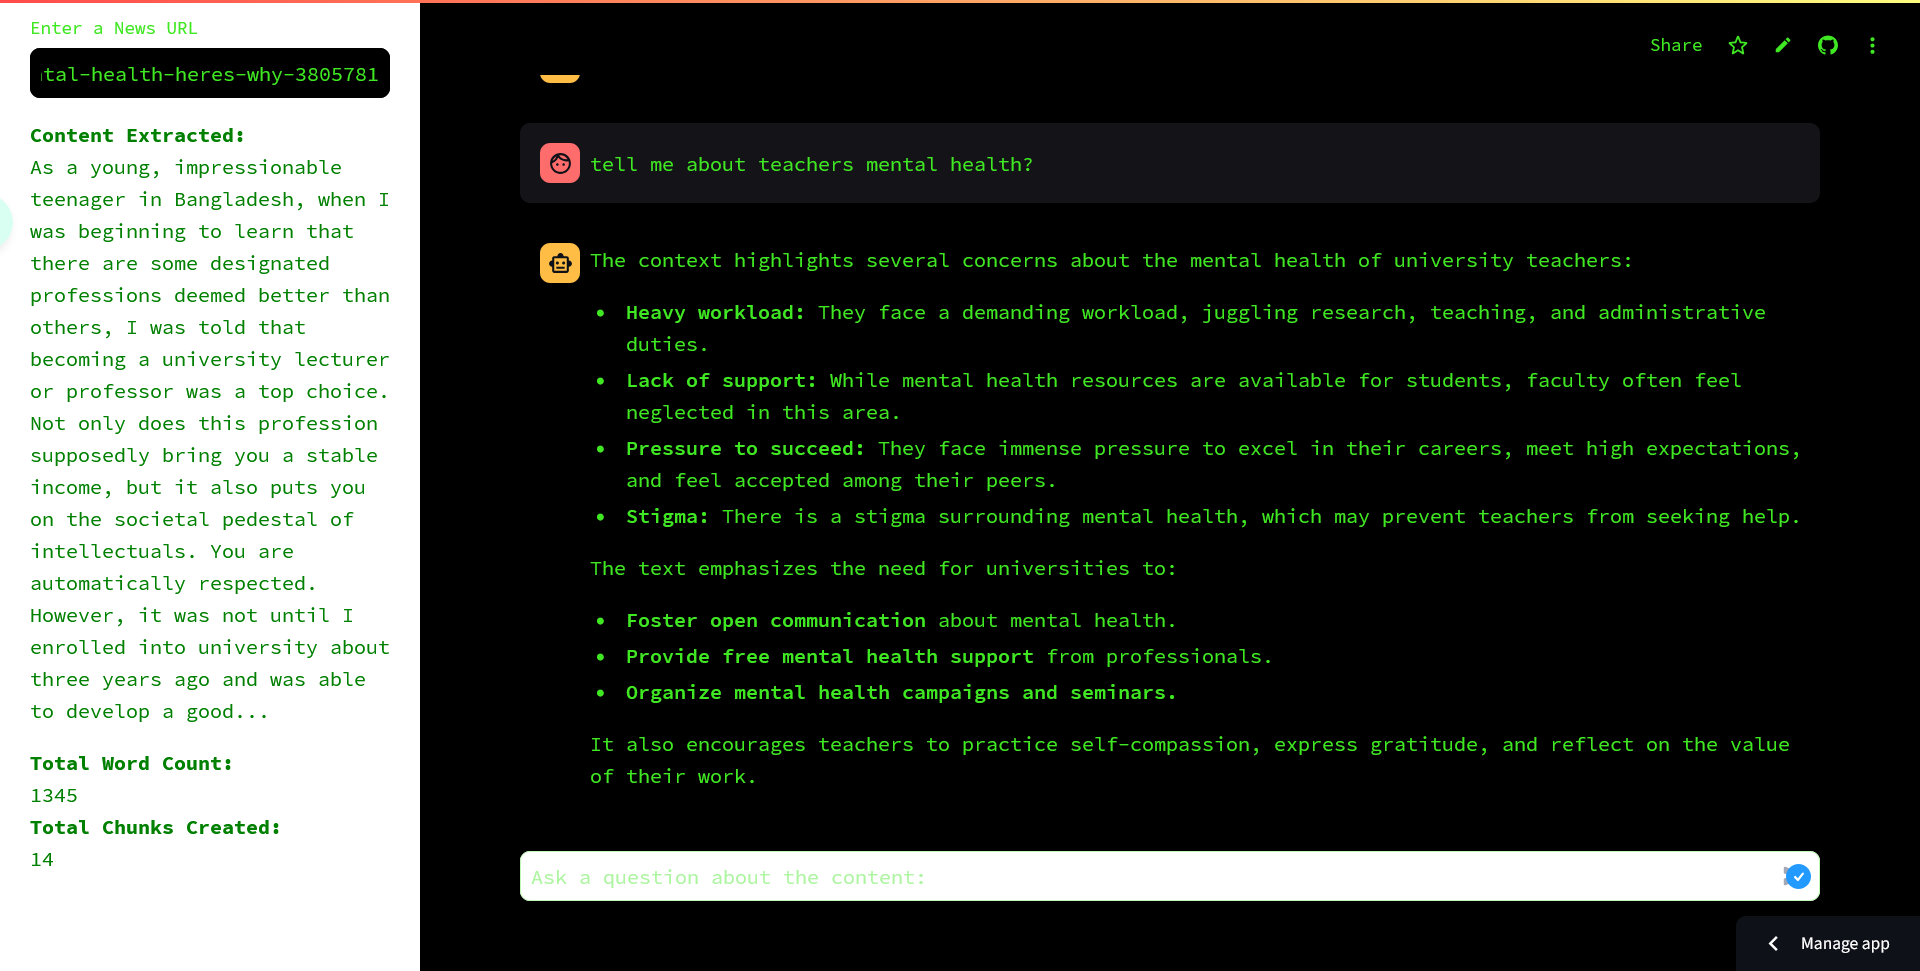 Enter a News URL
tal-health-heres-why-3805781
Content Extracted:
As a young, impressionable
teenager in Bangladesh, when I
was beginning to learn that
there are some designated
professions deemed better than
others, I was told that
becoming a university lecturer
or professor was a top choice.
Not only does this profession
supposedly bring you a stable
income, but it also puts you
on the societal pedestal of
intellectuals. You are
automatically respected.
However, it was not until I
enrolled into university about
three years ago and was able
to develop a good...
Total Word Count:
1345
Total Chunks Created:
14
Share
tell me about teachers mental health?
The context highlights several concerns about the mental health of university teachers:
• Heavy workload: They face a demanding workload, juggling research, teaching, and administrative
duties.
• Lack of support: While mental health resources are available for students, faculty often feel
neglected in this area.
• Pressure to succeed: They face immense pressure to excel in their careers, meet high expectations,
and feel accepted among their peers.
• Stigma: There is a stigma surrounding mental health, which may prevent teachers from seeking help.
The text emphasizes the need for universities to:
• Foster open communication about mental health.
• Provide free mental health support from professionals.
• Organize mental health campaigns and seminars.
It also encourages teachers to practice self-compassion, express gratitude, and reflect on the value
of their work.
Ask a question about the content:
Manage app